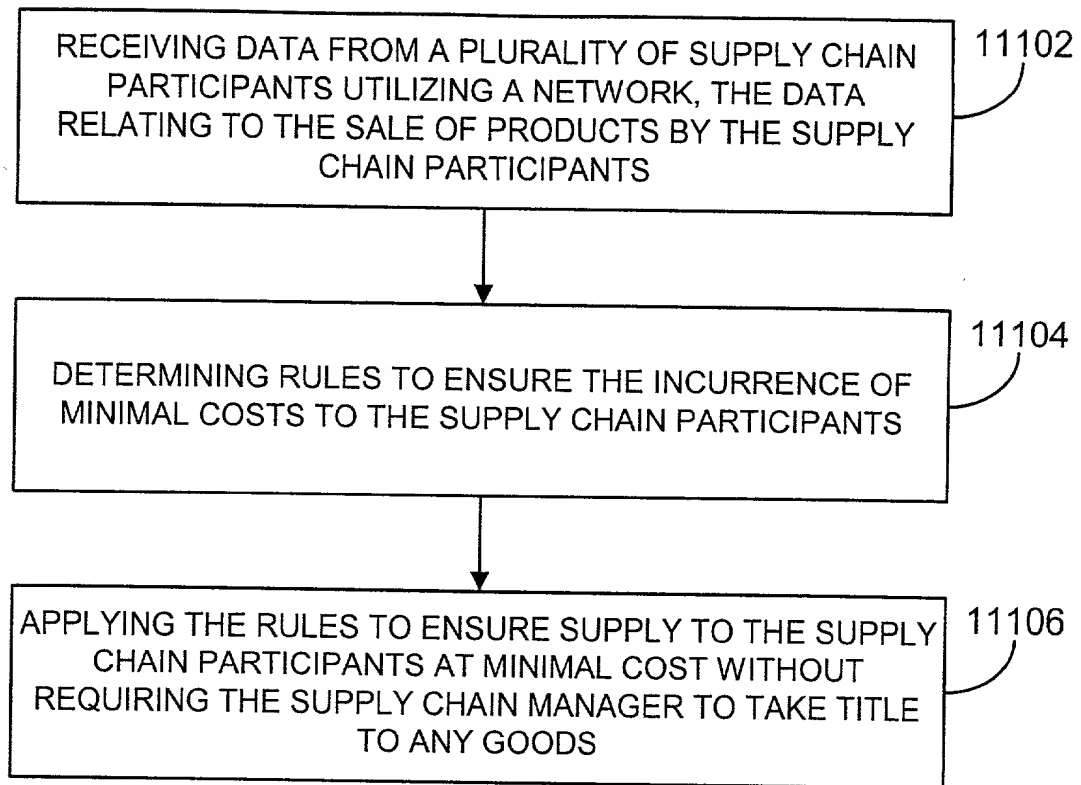 RECEIVING DATA FROM A PLURALITY OF SUPPLY CHAIN
PARTICIPANTS UTILIZING A NETWORK, THE DATA
RELATING TO THE SALE OF PRODUCTS BY THE SUPPLY
CHAIN PARTICIPANTS
11102
DETERMINING RULES TO ENSURE THE INCURRENCE OF
MINIMAL COSTS TO THE SUPPLY CHAIN PARTICIPANTS
11104
APPLYING THE RULES TO ENSURE SUPPLY TO THE SUPPLY
CHAIN PARTICIPANTS AT MINIMAL COST WITHOUT
REQUIRING THE SUPPLY CHAIN MANAGER TO TAKE TITLE
TO ANY GOODS
11106